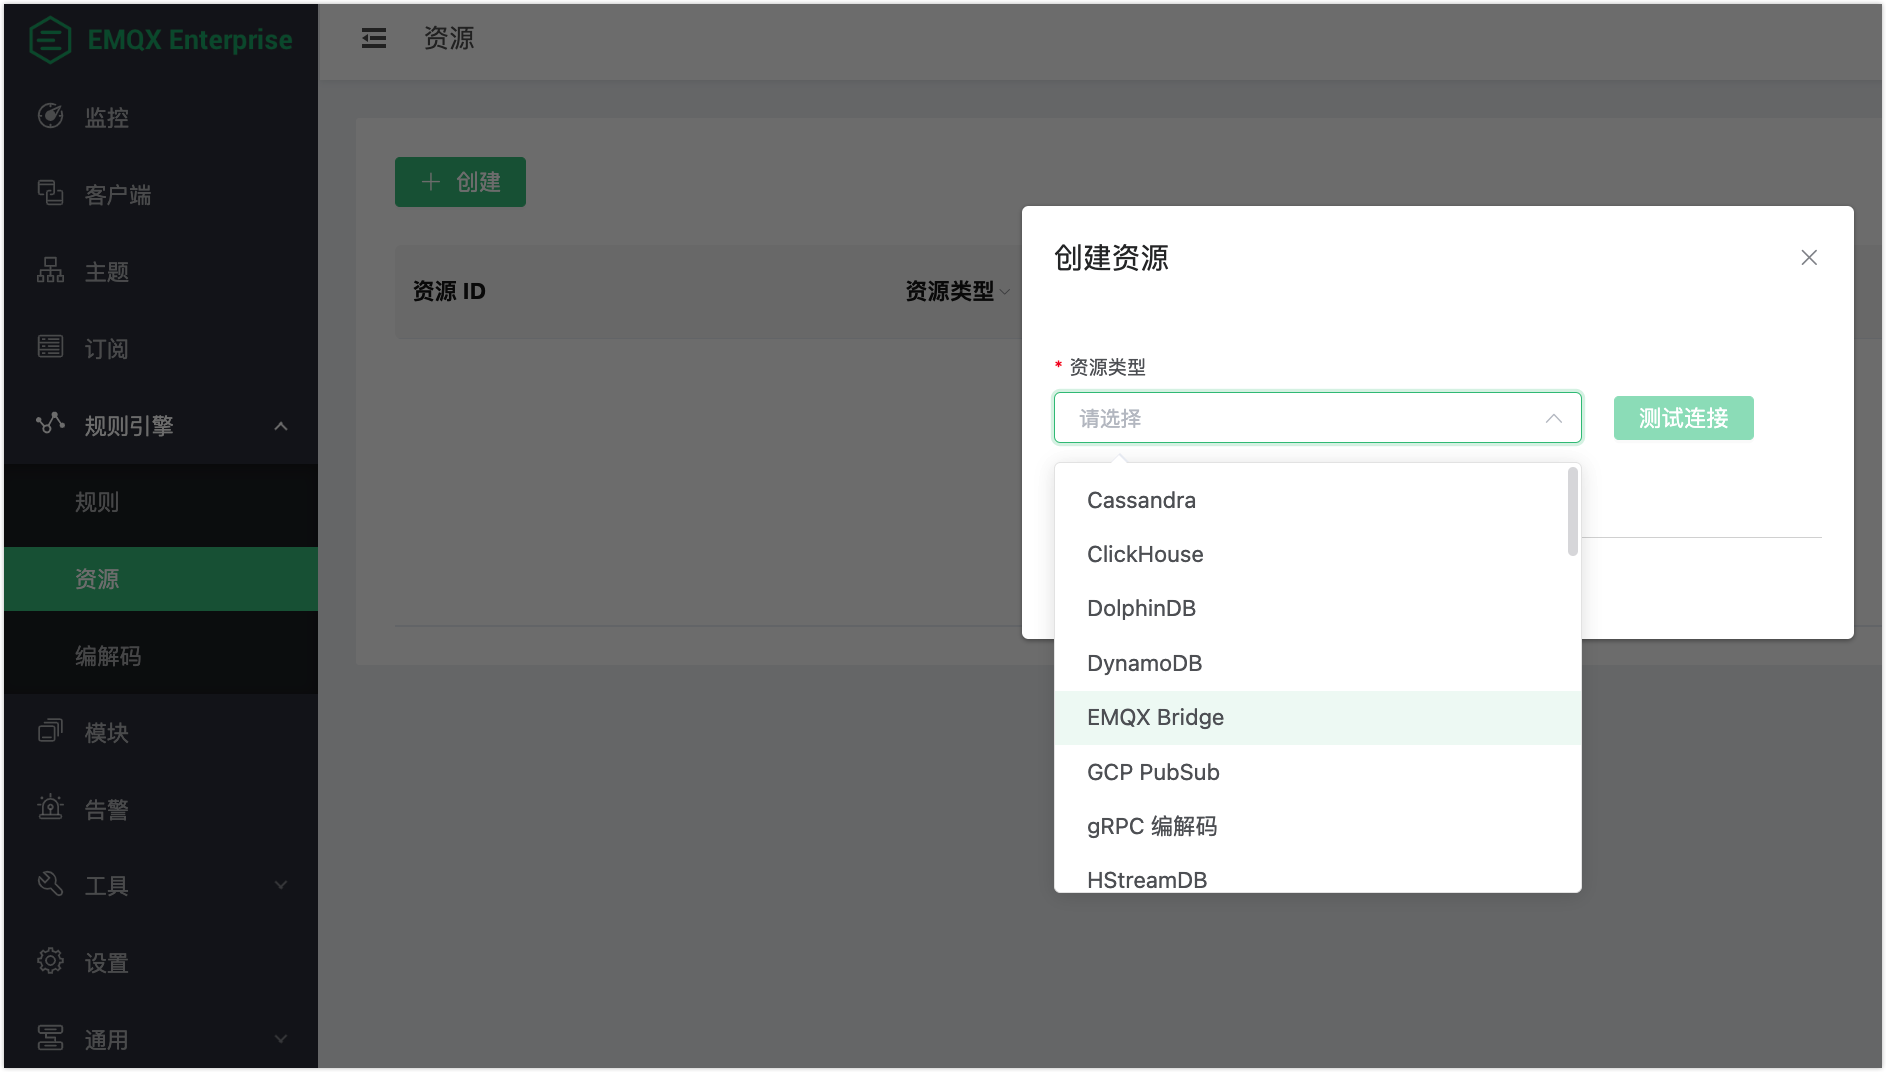 EMQX Enterprise
资源
监控
客户端
主题
订阅
规则引擎
规则
资源
编解码
模块
告警
工具
设置
通用
创建
资源 ID
资源类型
创建资源
* 资源类型
请选择
测试连接
Cassandra
ClickHouse
DolphinDB
DynamoDB
EMQX Bridge
GCP PubSub
gRPC 编解码
HStreamDB